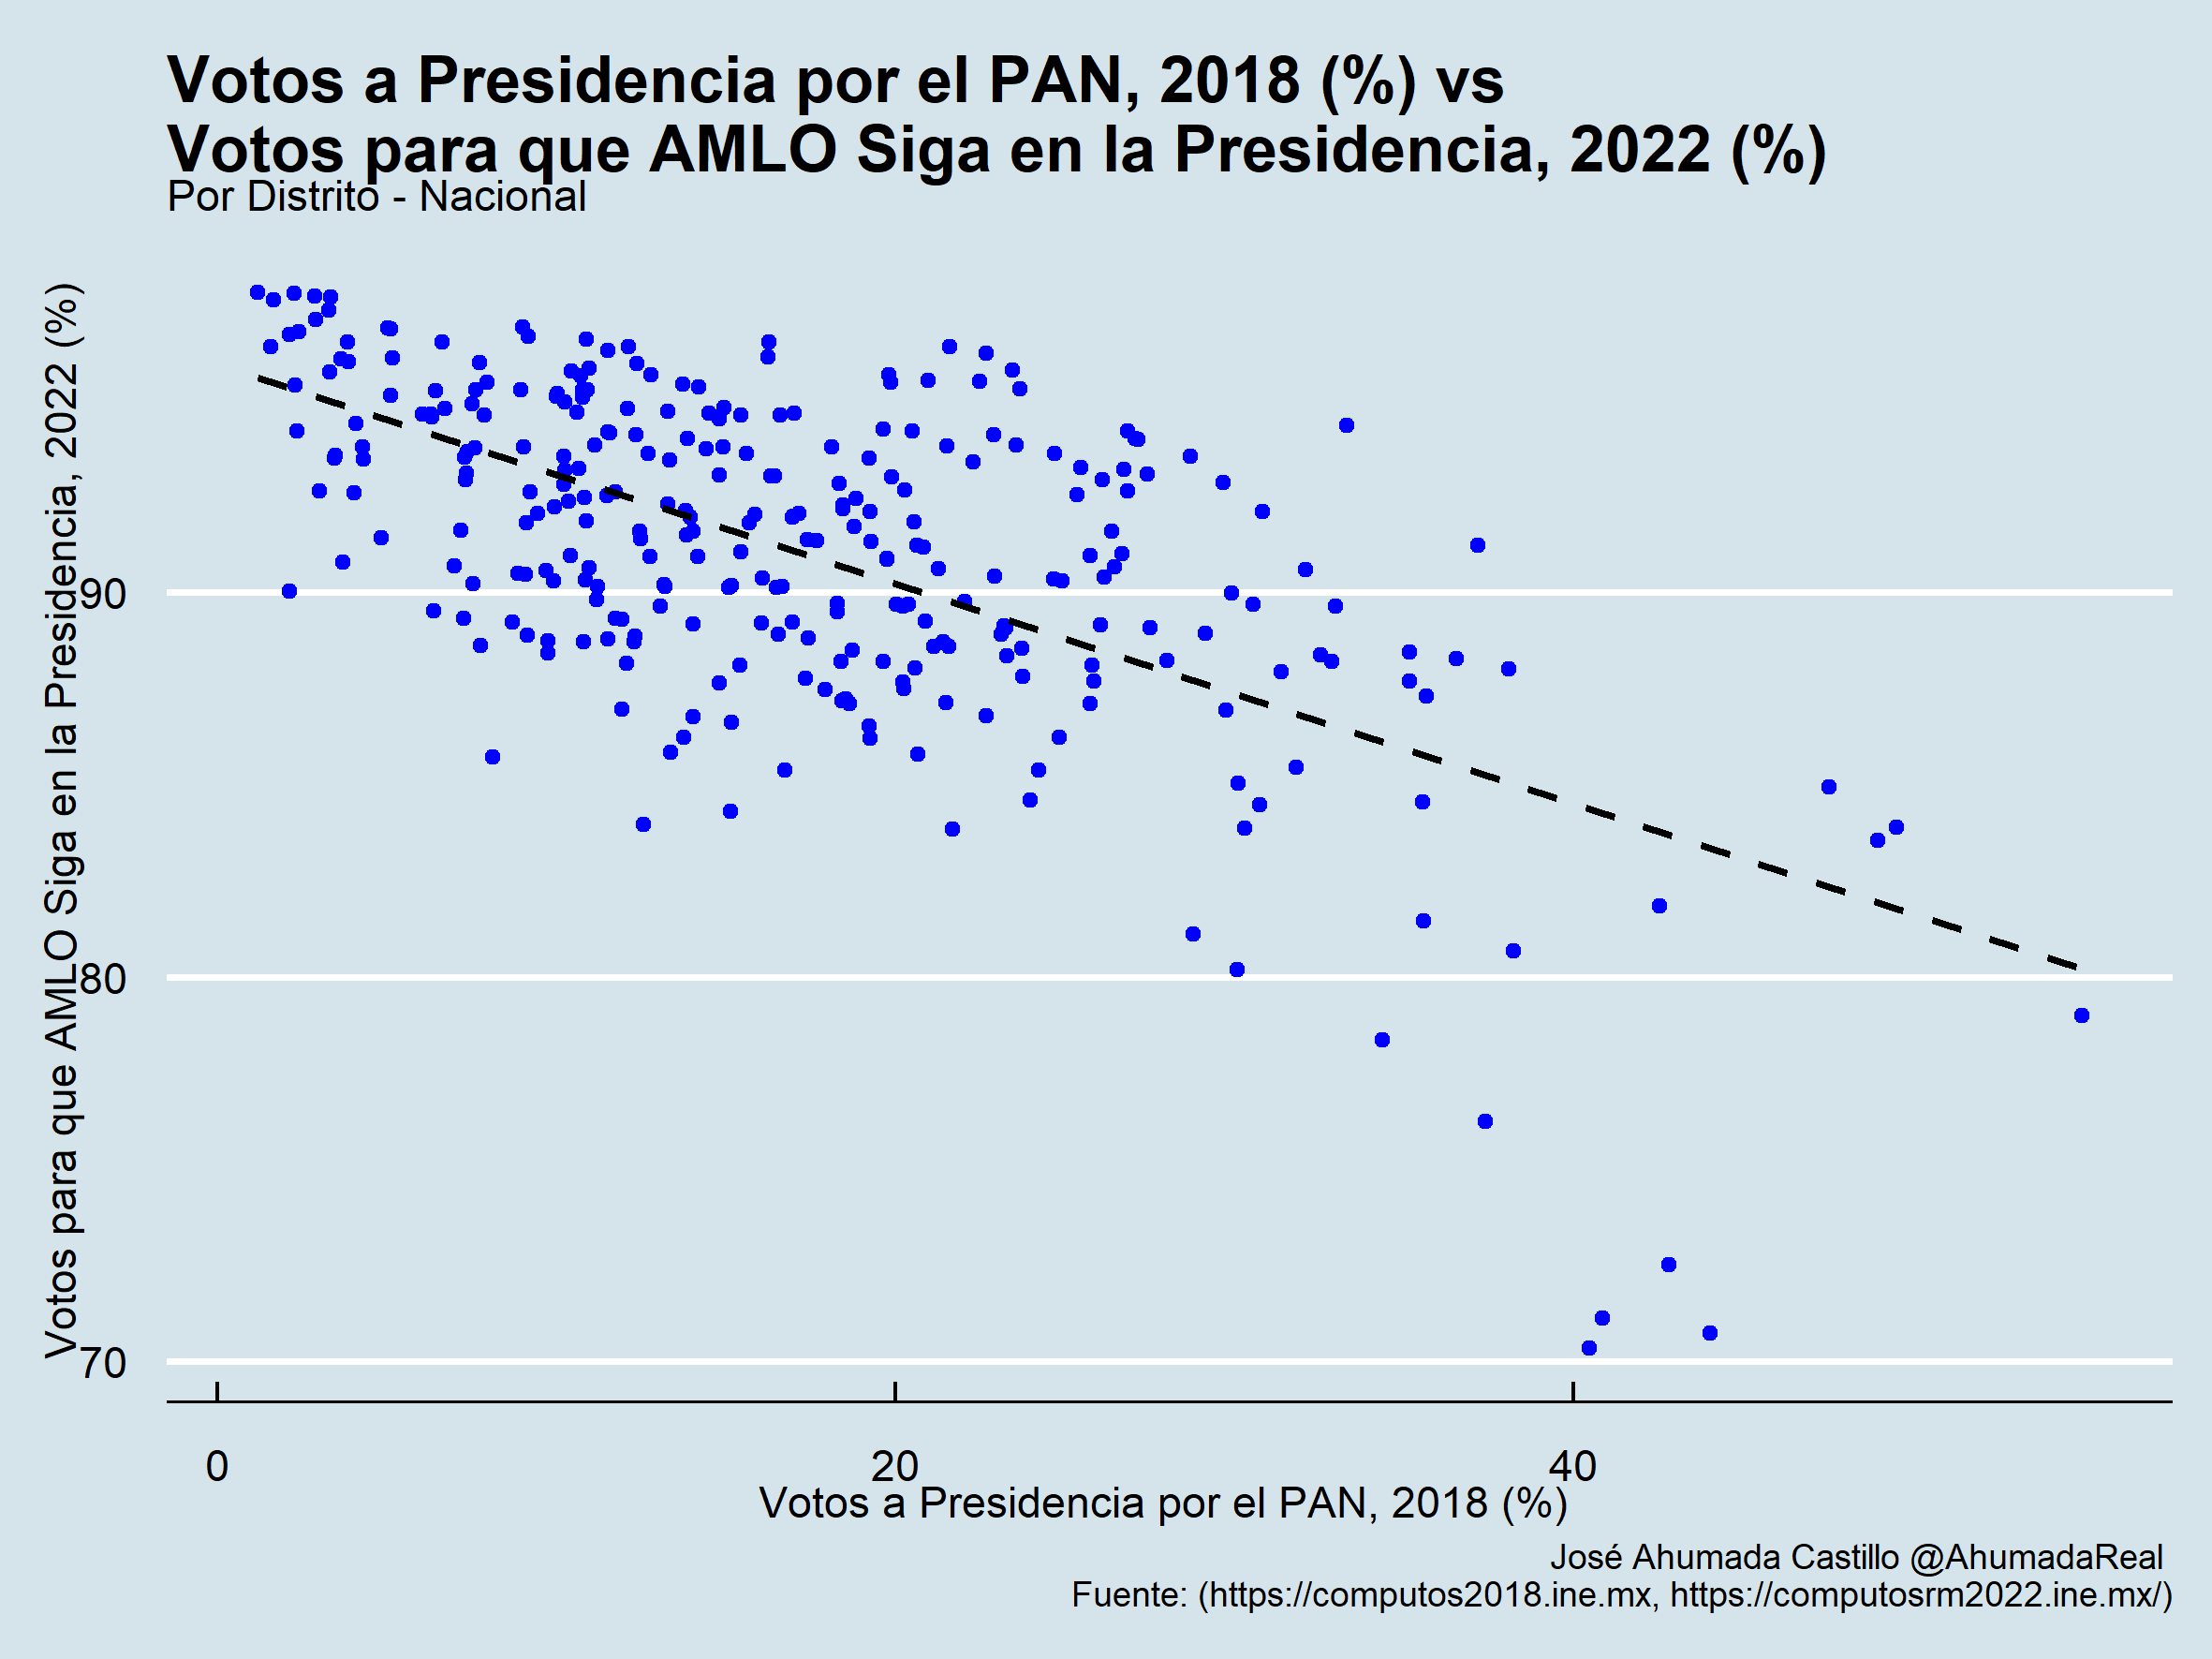 Votos a Presidencia por el PAN, 2018 (%) vs
Votos para que AMLO Siga en la Presidencia, 2022 (%)
Por Distrito - Nacional
Votos para que AMLO Siga en la Presidencia, 2022 (%)
90
80
70
0 20 40
Votos a Presidencia por el PAN, 2018 (%)
José Ahumada Castillo @AhumadaReal
Fuente: (https://computos2018.ine.mx, https://computosrm2022.ine.mx/)